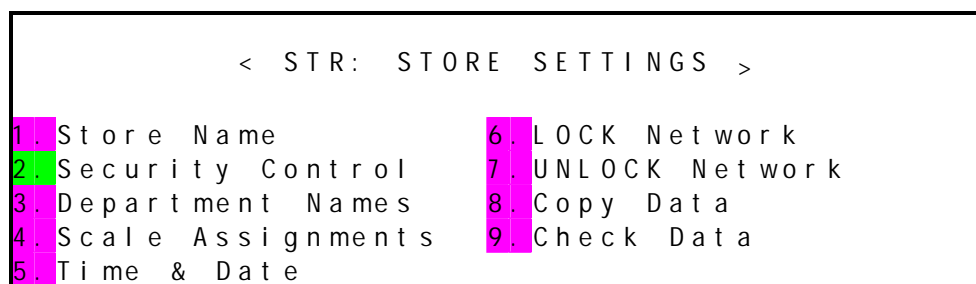 < STR: STORE SETTINGS >
1. Store Name 6. LOCK Network
2. Security Control 7. UNLOCK Network
3. Department Names 8. Copy Data
4. Scale Assignments 9. Check Data
5. Time & Date